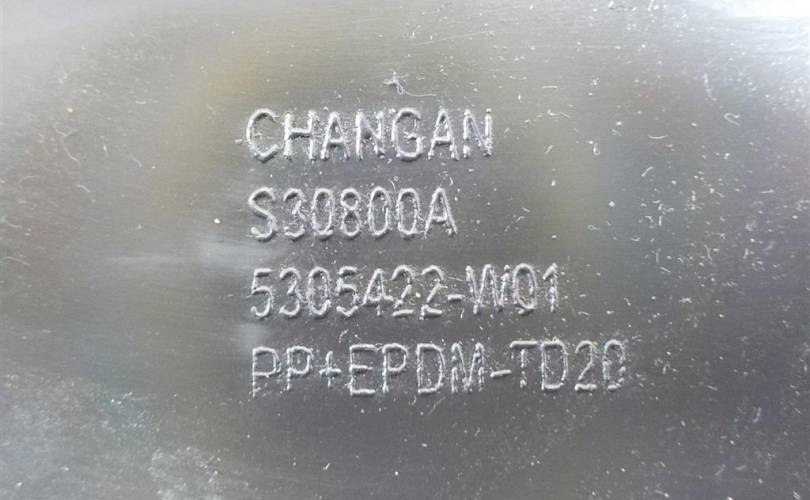 CHANGAN
S30800A
5305422-W01
PP+EPDM-TD20